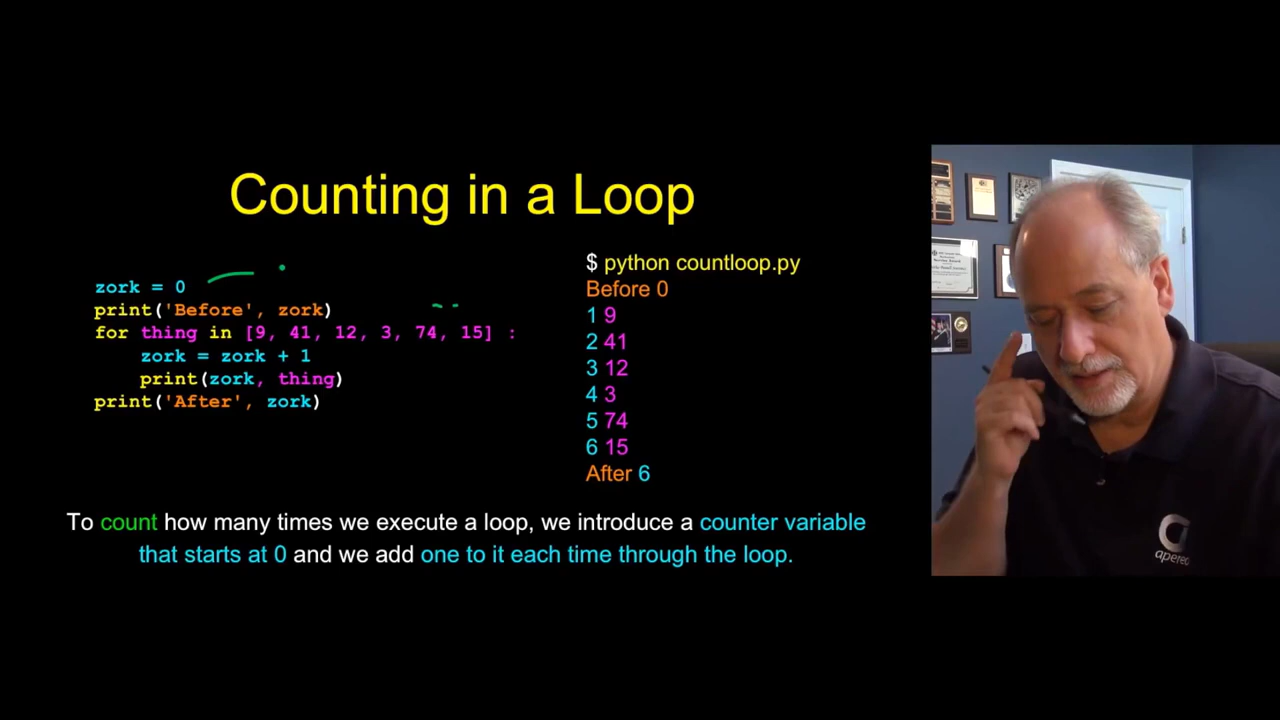 Counting in a Loop
zork = 0
print('Before', zork)
for thing in [9, 41, 12, 3, 74, 15] :
    zork = zork + 1
    print(zork, thing)
print('After', zork)
$ python countloop.py
Before 0
1 9
2 41
3 12
4 3
5 74
6 15
After 6
To count how many times we execute a loop, we introduce a counter variable
that starts at 0 and we add one to it each time through the loop.
apereo